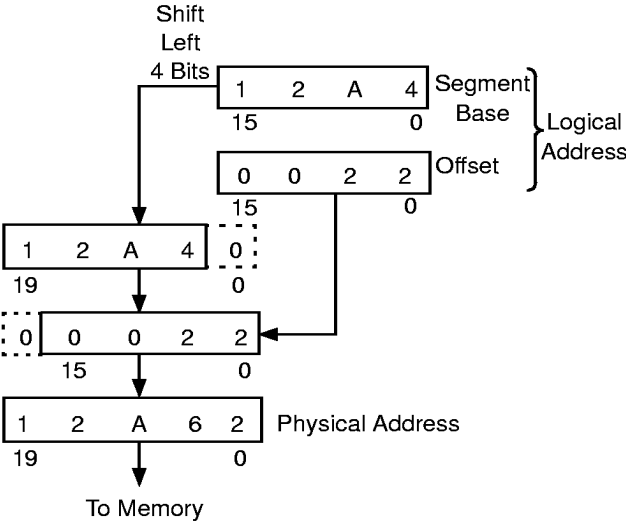 Shift
Left
4 Bits
1 2 A 4
15 0
Segment
Base
Logical
Address
0 0 2 2
15 0
Offset
1 2 A 4 0
19 0
0 0 0 2 2
15 0
1 2 A 6 2
19 0
Physical Address
To Memory